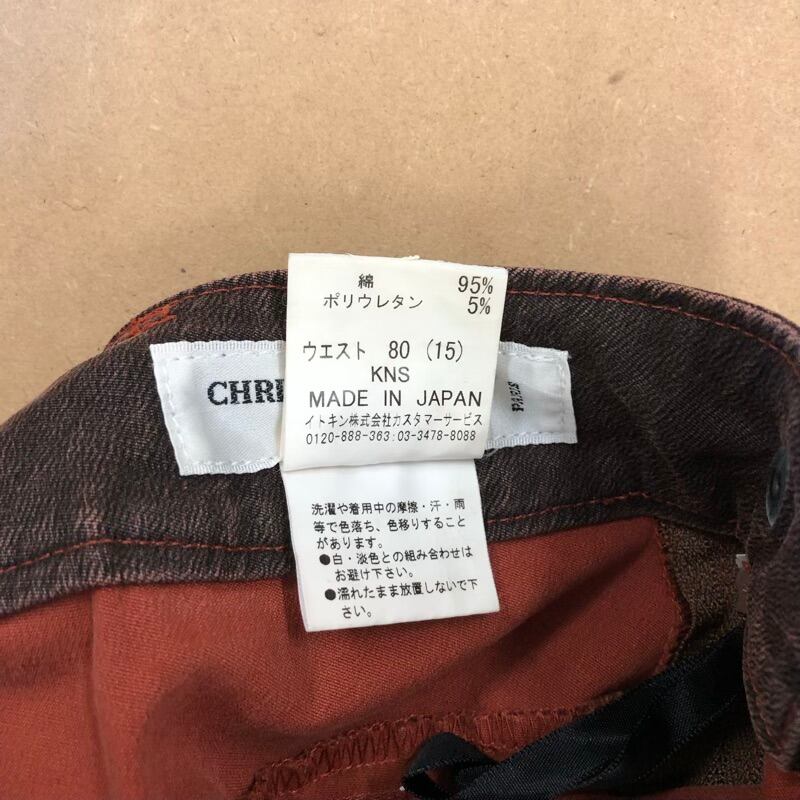 綿 95%
ポリウレタン 5%
ウエスト 80 (15)
KNS
MADE IN JAPAN
イトキン株式会社カスタマーサービス
0120-888-363:03-3478-8088
PARIS
洗濯や着用中の摩擦・汗・雨
等で色落ち、色移りすること
があります。
●白・淡色との組み合わせは
お避け下さい。
●濡れたまま放置しないで下
さい。